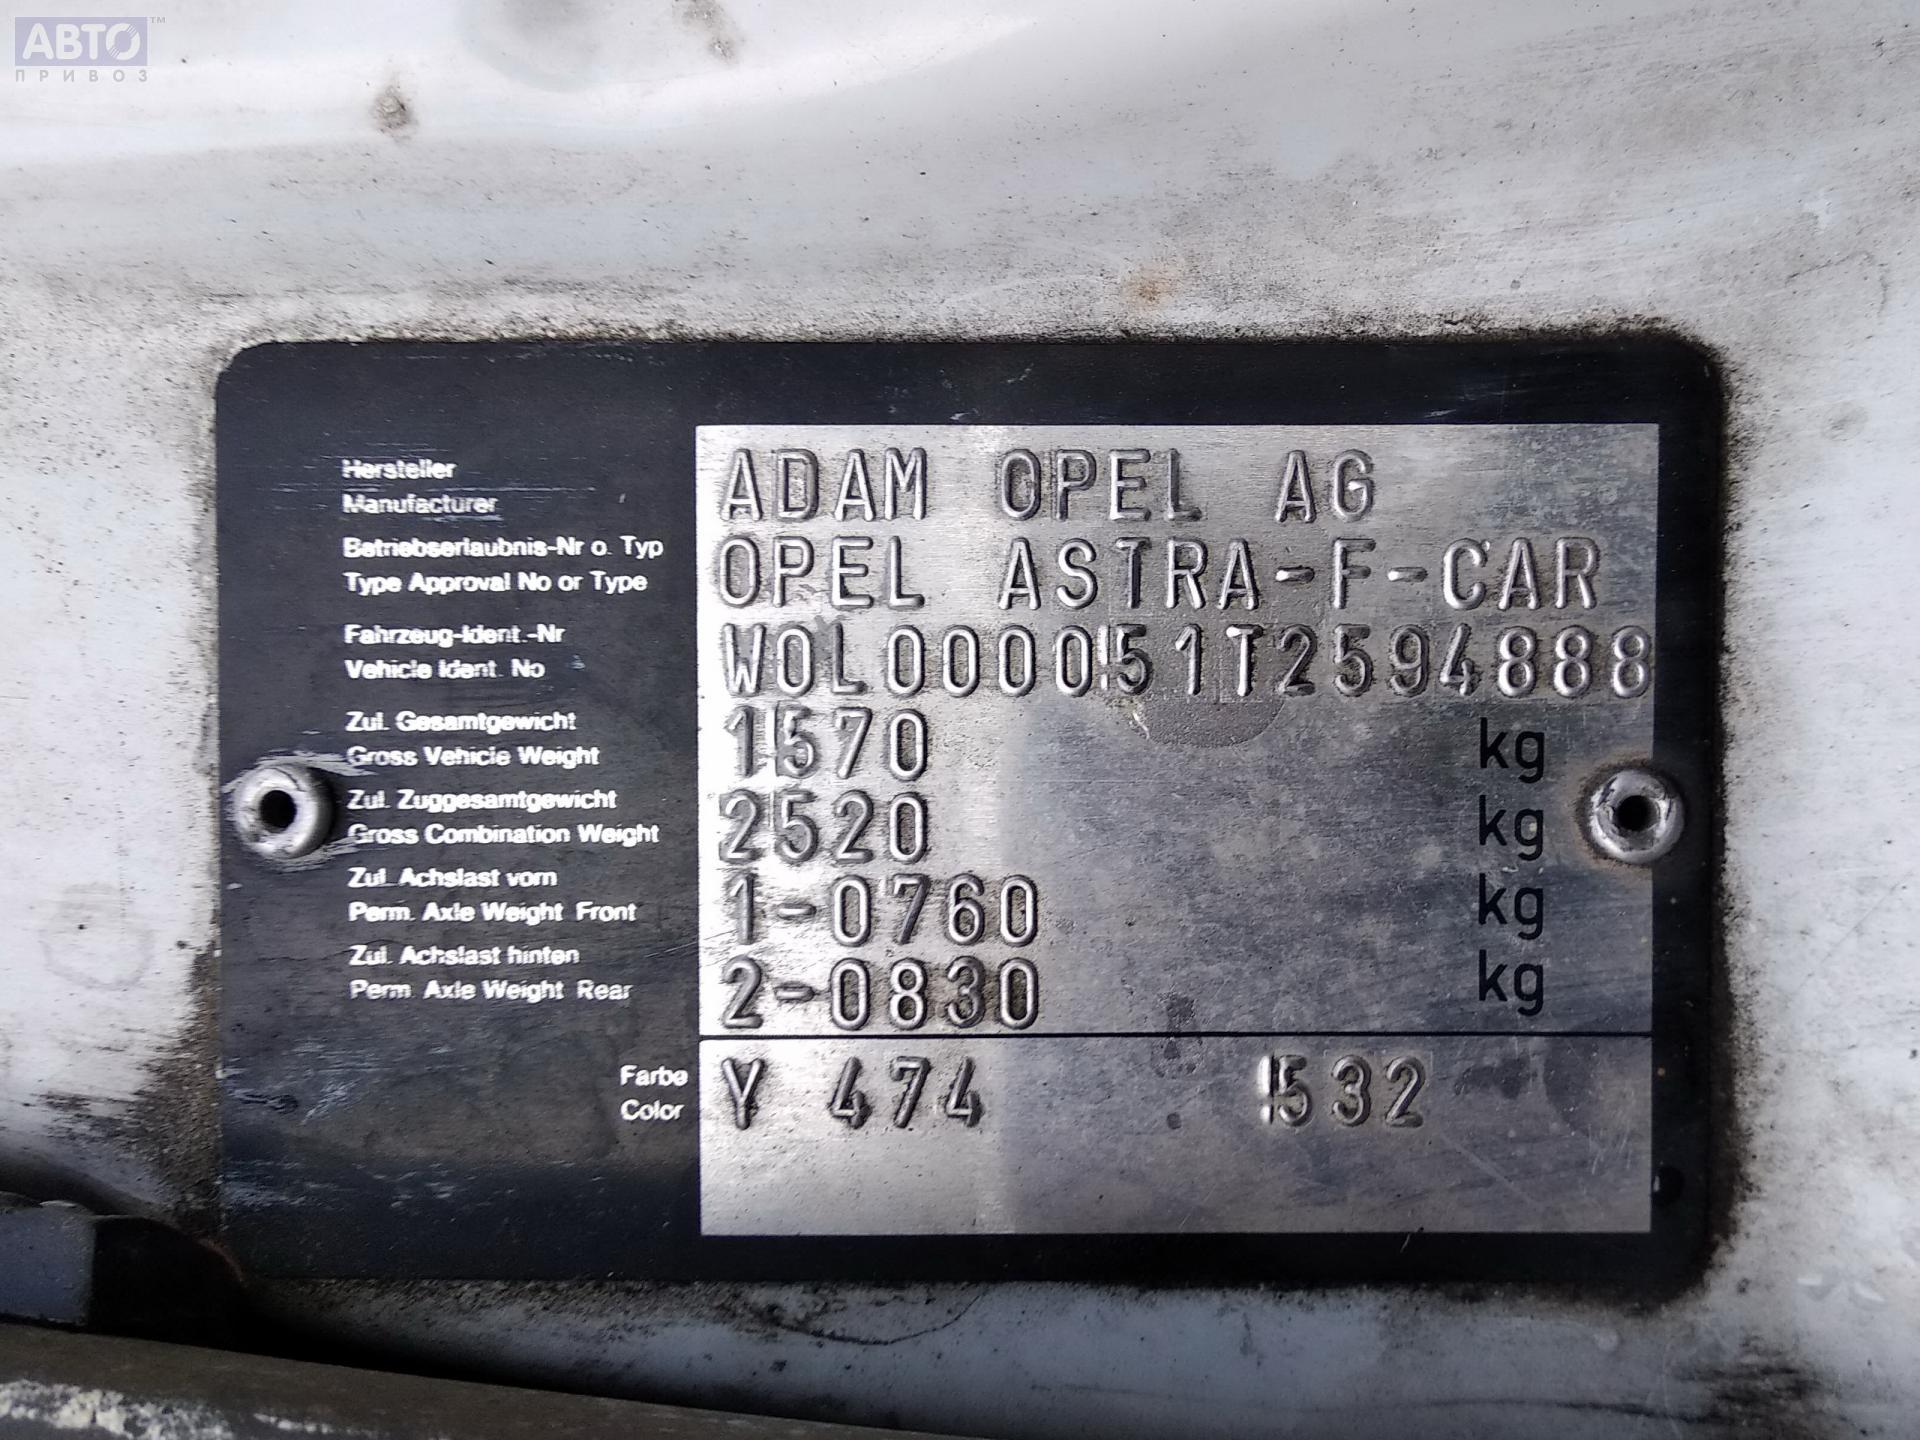 АВТО™
ПРИВОЗ
Hersteller
Manufacturer
ADAM OPEL AG
Betriebserlaubnis-Nr o. Typ
Type Approval No or Type
OPEL ASTRA-F-CAR
Fahrzeug-Ident.-Nr
Vehicle Ident. No
W0L000051T2594888
Zul. Gesamtgewicht
Gross Vehicle Weight
1570 kg
Zul. Zuggesamtgewicht
Gross Combination Weight
2520 kg
Zul. Achslast vorn
Perm. Axle Weight Front
1-0760 kg
Zul. Achslast hinten
Perm. Axle Weight Rear
2-0830 kg
Farbe
Color
Y 474 532